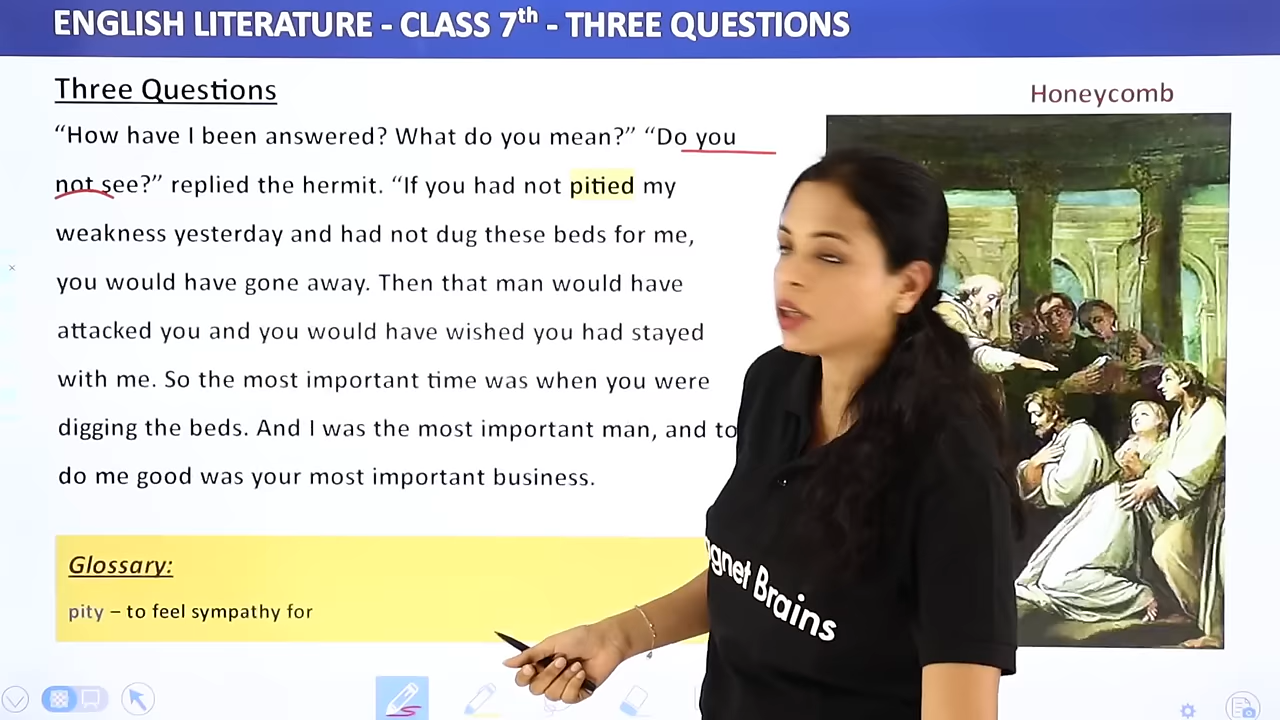 ENGLISH LITERATURE - CLASS 7th - THREE QUESTIONS
Three Questions
Honeycomb
“How have I been answered? What do you mean?” “Do you
not see?” replied the hermit. “If you had not pitied my
weakness yesterday and had not dug these beds for me,
you would have gone away. Then that man would have
attacked you and you would have wished you had stayed
with me. So the most important time was when you were
digging the beds. And I was the most important man, and to
do me good was your most important business.
Glossary:
pity – to feel sympathy for
gnet Brains